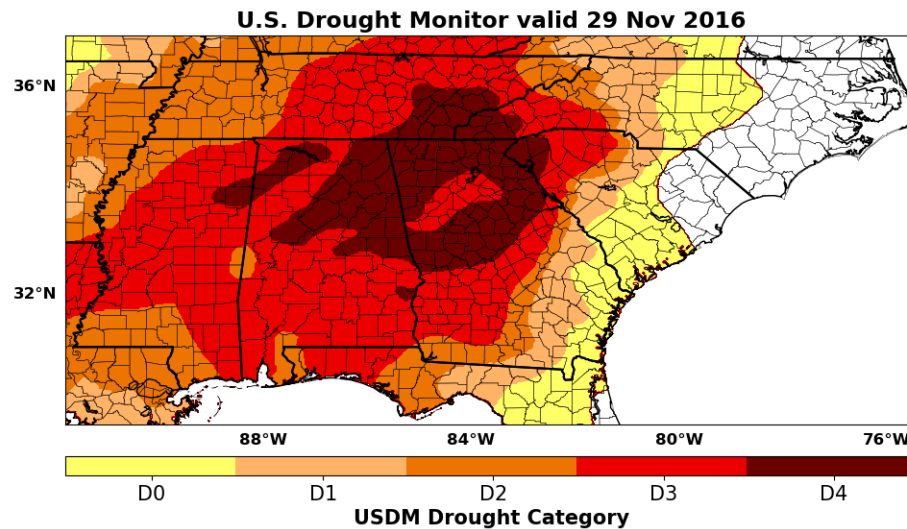 U.S. Drought Monitor valid 29 Nov 2016
36°N
32°N
88°W 84°W 80°W 76°W
D0 D1 D2 D3 D4
USDM Drought Category